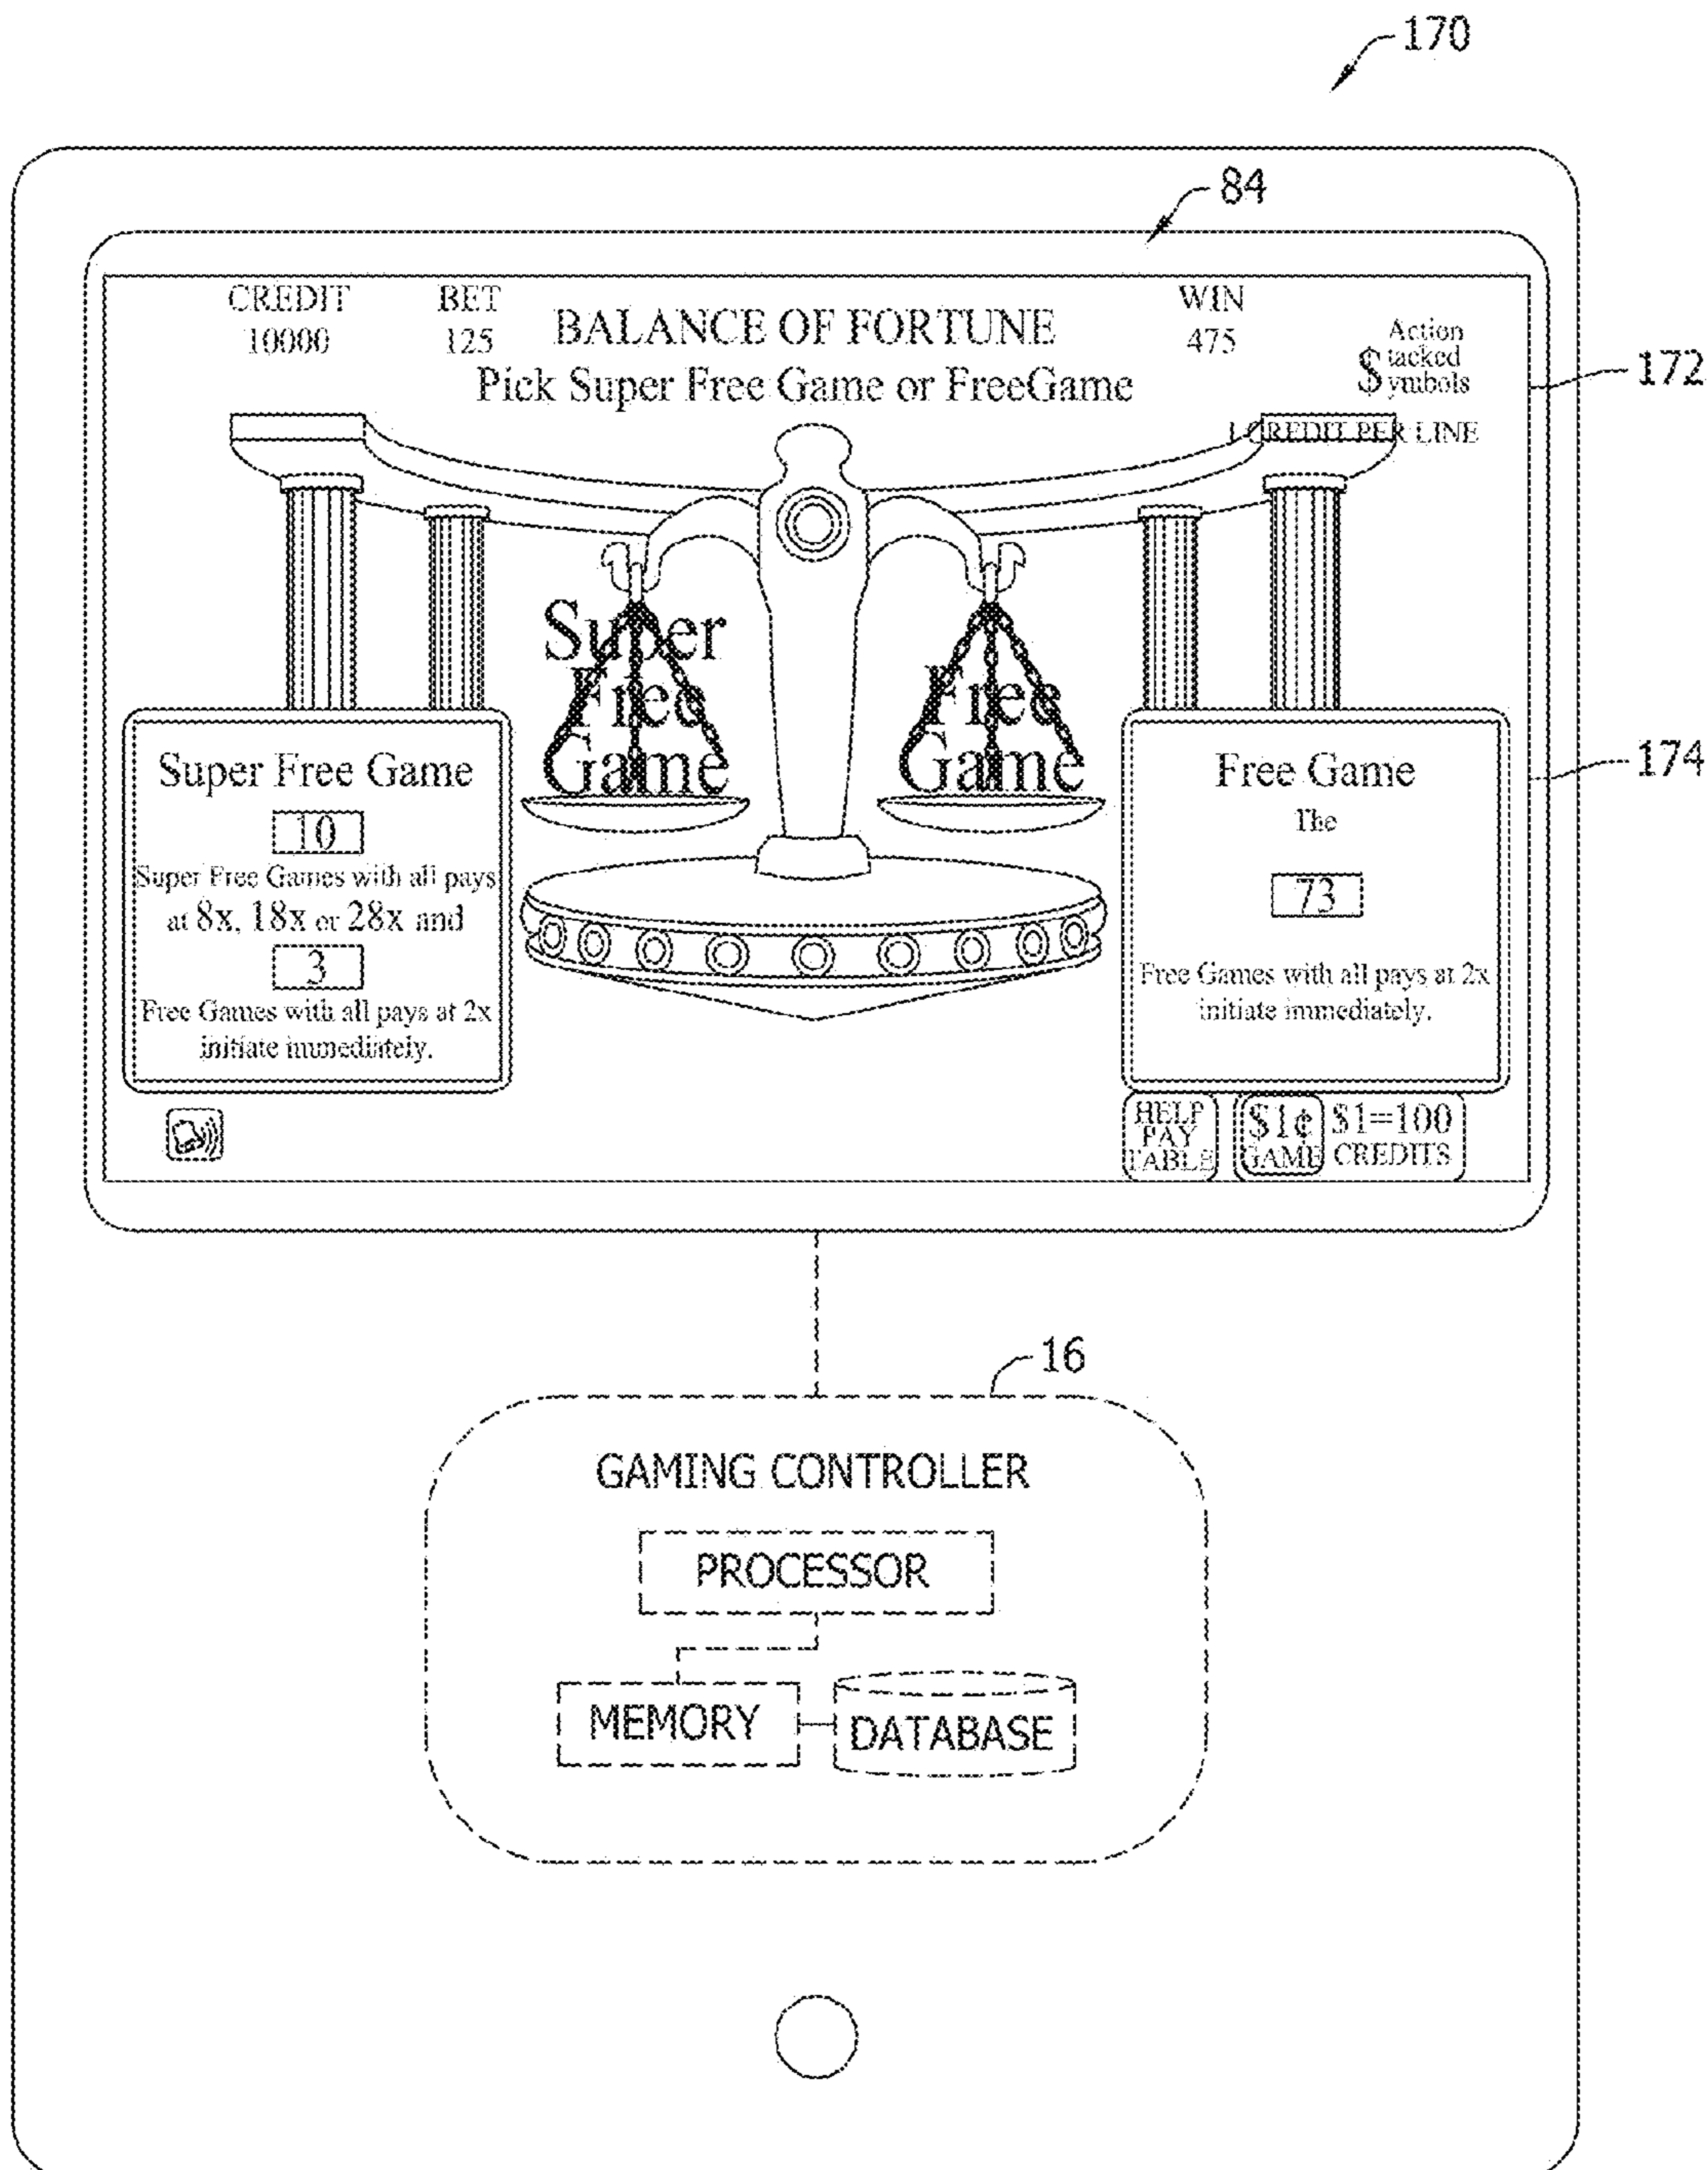 170
84
CREDIT
10000
BET
125
BALANCE OF FORTUNE
Pick Super Free Game or FreeGame
WIN
475
Action
$ tacked
ymbols
172
1 CREDIT PER LINE
Super
Free
Game
Free
Game
Super Free Game
10
Super Free Games with all pays
at 8x, 18x or 28x and
3
Free Games with all pays at 2x
initiate immediately.
Free Game
The
73
Free Games with all pays at 2x
initiate immediately.
174
HELP
PAY
TABLE
$1¢
GAME
$1=100
CREDITS
16
GAMING CONTROLLER
PROCESSOR
MEMORY
DATABASE